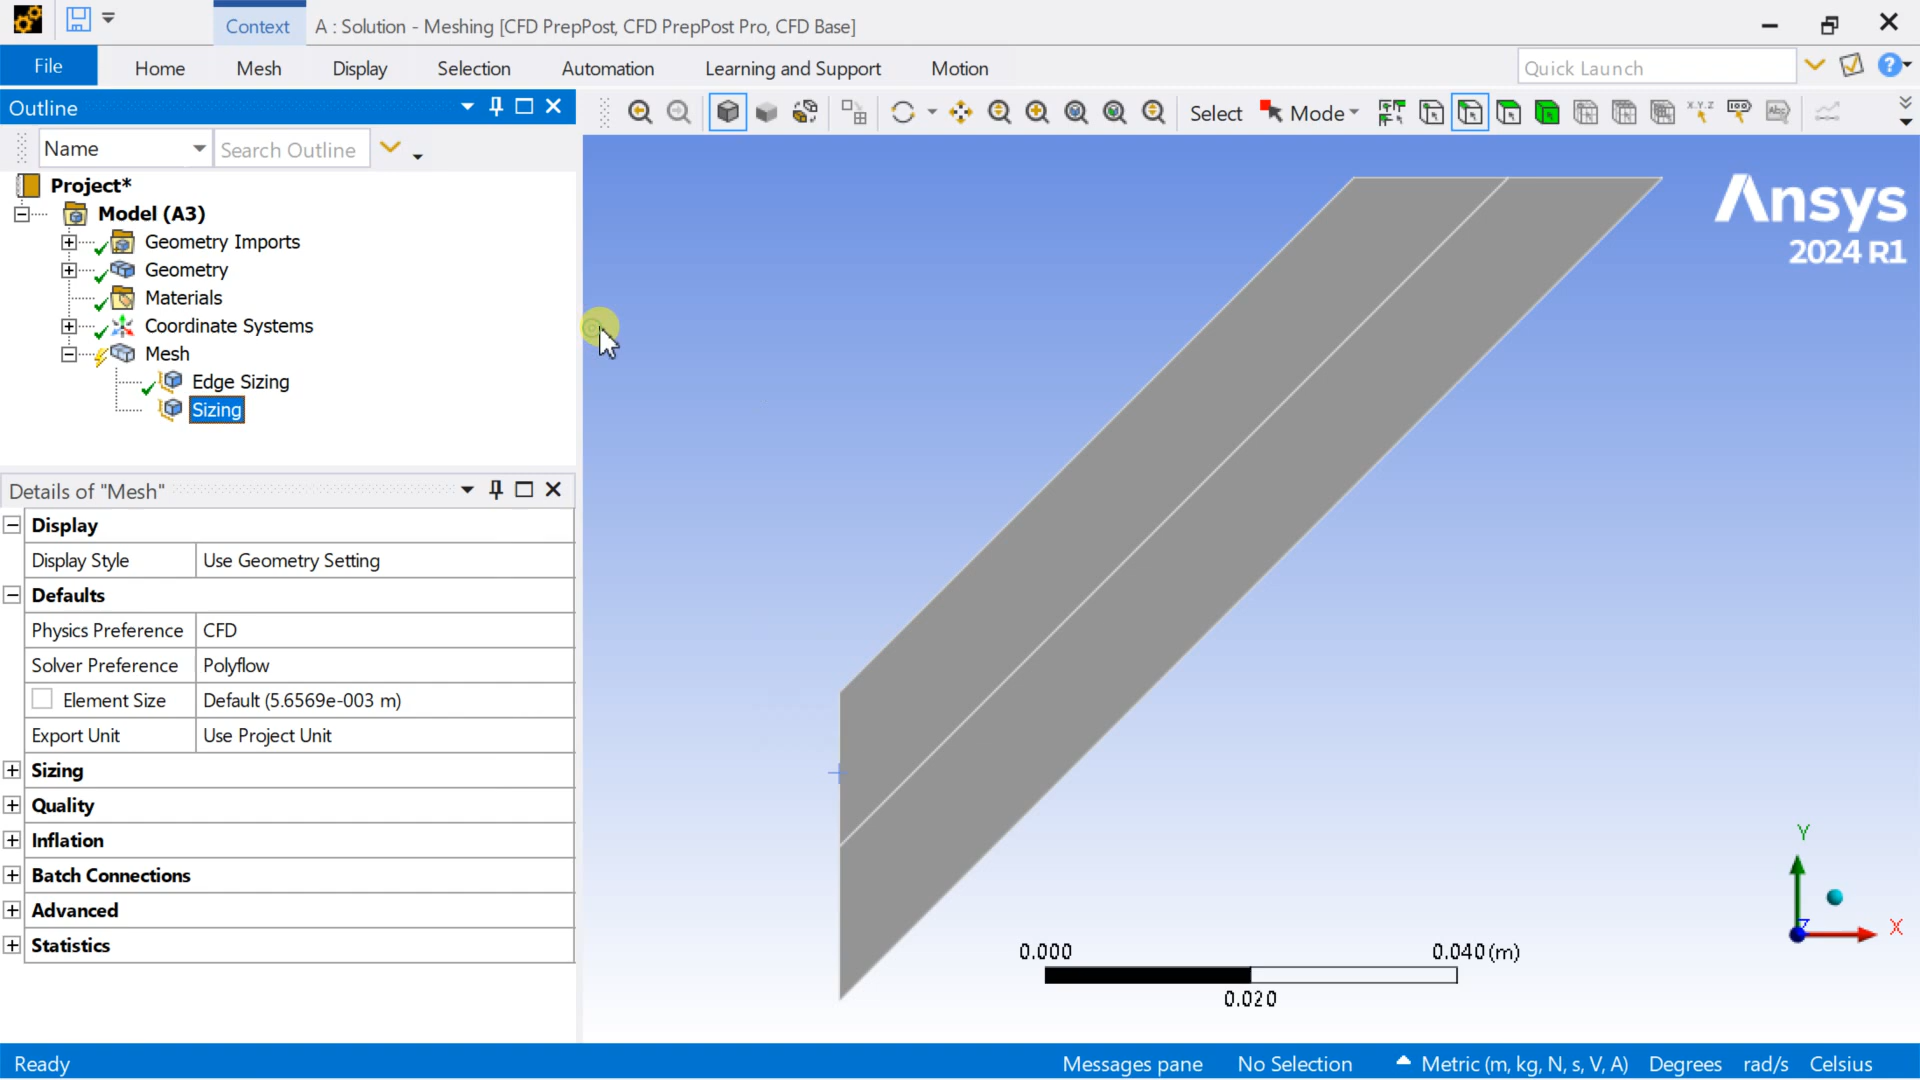 Context
A : Solution - Meshing [CFD PrepPost, CFD PrepPost Pro, CFD Base]
File
Home
Mesh
Display
Selection
Automation
Learning and Support
Motion
Quick Launch
Outline
Select
Mode
Name
Search Outline
Project*
Model (A3)
Geometry Imports
Geometry
Materials
Coordinate Systems
Mesh
Edge Sizing
Sizing
Ansys
2024 R1
Details of "Mesh"
Display
Display Style Use Geometry Setting
Defaults
Physics Preference CFD
Solver Preference Polyflow
Element Size Default (5.6569e-003 m)
Export Unit Use Project Unit
Sizing
Quality
Inflation
Batch Connections
Advanced
Statistics
Y
X
Z
0.000 0.040 (m)
0.020
Ready
Messages pane
No Selection
Metric (m, kg, N, s, V, A)
Degrees
rad/s
Celsius